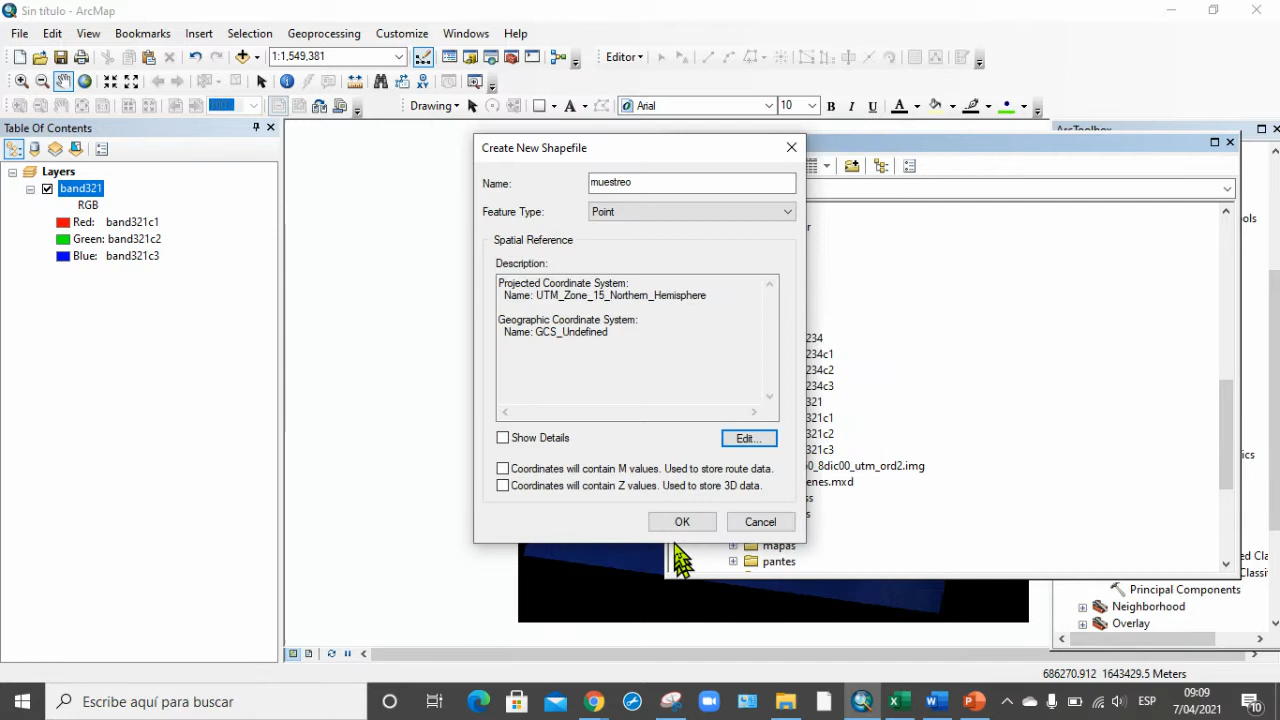 Sin título - ArcMap
File Edit View Bookmarks Insert Selection Geoprocessing Customize Windows Help
1:1,549,381
Editor
Drawing
Arial
10
B I U A
Table Of Contents
Layers
band321
RGB
Red: band321c1
Green: band321c2
Blue: band321c3
Create New Shapefile
Name:
muestreo
Feature Type:
Point
Spatial Reference
Description:
Projected Coordinate System:
Name: UTM_Zone_15_Northern_Hemisphere
Geographic Coordinate System:
Name: GCS_Undefined
Show Details
Edit...
Coordinates will contain M values. Used to store route data.
Coordinates will contain Z values. Used to store 3D data.
OK
Cancel
234
234c1
234c2
234c3
321
321c1
321c2
321c3
0_8dic00_utm_ord2.img
enes.mxd
mapas
pantes
Principal Components
Neighborhood
Overlay
686270.912 1643429.5 Meters
Escribe aquí para buscar
ESP
09:09
7/04/2021
10